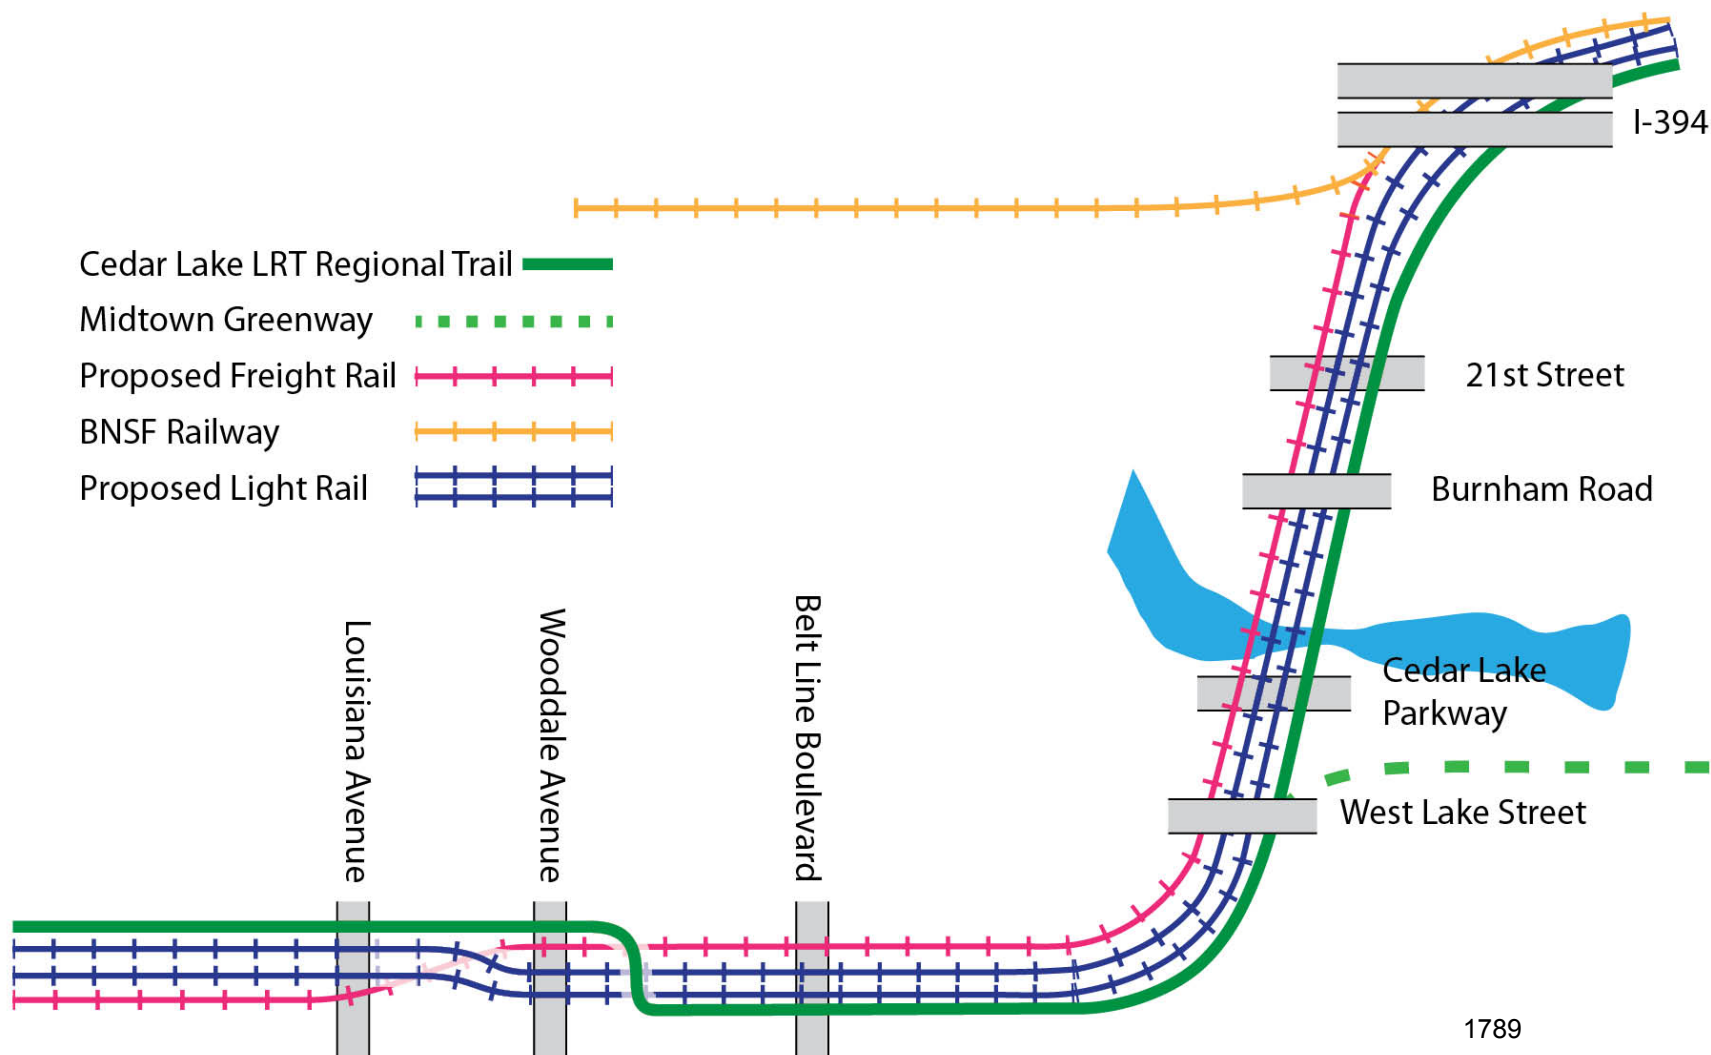 I-394
Cedar Lake LRT Regional Trail
Midtown Greenway
Proposed Freight Rail
BNSF Railway
Proposed Light Rail
21st Street
Burnham Road
Cedar Lake
Parkway
West Lake Street
Louisiana Avenue
Wooddale Avenue
Belt Line Boulevard
1789